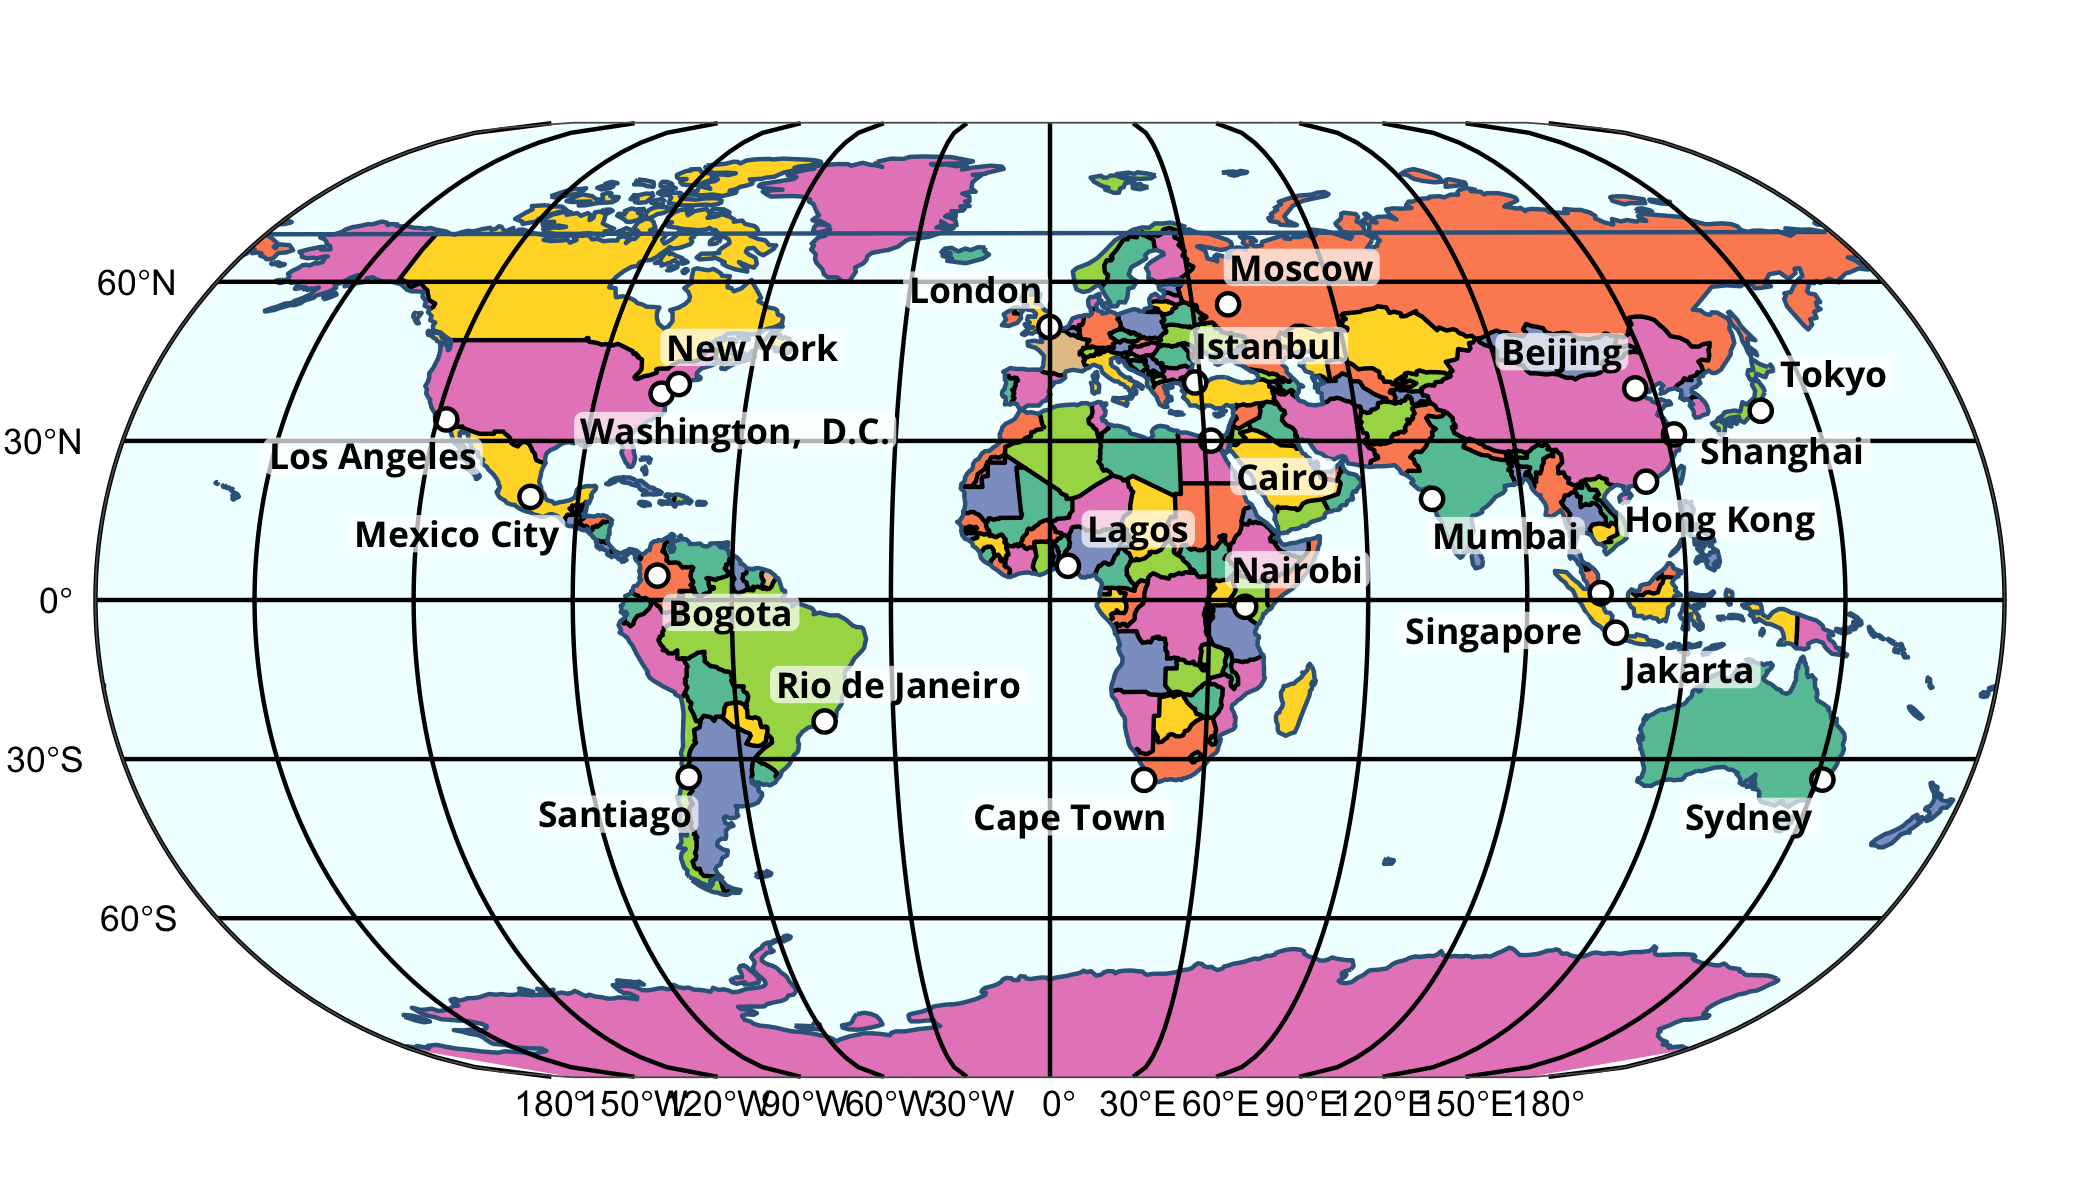 Moscow
60°N
London
New York
Istanbul
Beijing
Tokyo
Washington, D.C.
30°N
Los Angeles
Shanghai
Cairo
Mexico City
Lagos
Mumbai
Hong Kong
Nairobi
0°
Bogota
Singapore
Jakarta
Rio de Janeiro
30°S
Santiago
Cape Town
Sydney
60°S
180° 150°W 120°W 90°W 60°W 30°W 0° 30°E 60°E 90°E 120°E 150°E 180°